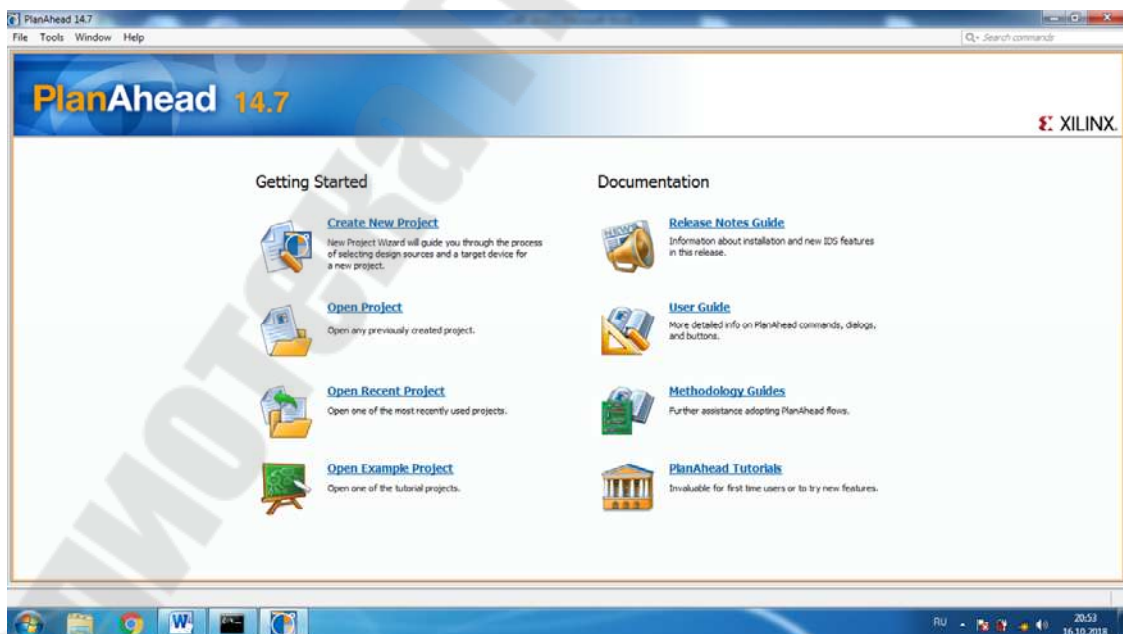 PlanAhead 14.7
File Tools Window Help
Search commands
PlanAhead 14.7
XILINX
Getting Started
Create New Project
New Project Wizard will guide you through the process
of selecting design sources and a target device for
a new project.
Open Project
Open any previously created project.
Open Recent Project
Open one of the most recently used projects.
Open Example Project
Open one of the tutorial projects.
Documentation
Release Notes Guide
Information about installation and new IDS features
in this release.
User Guide
More detailed info on PlanAhead commands, dialogs,
and buttons.
Methodology Guides
Further assistance adopting PlanAhead flows.
PlanAhead Tutorials
Invaluable for first time users or to try new features.
RU
20:53
16.10.2018